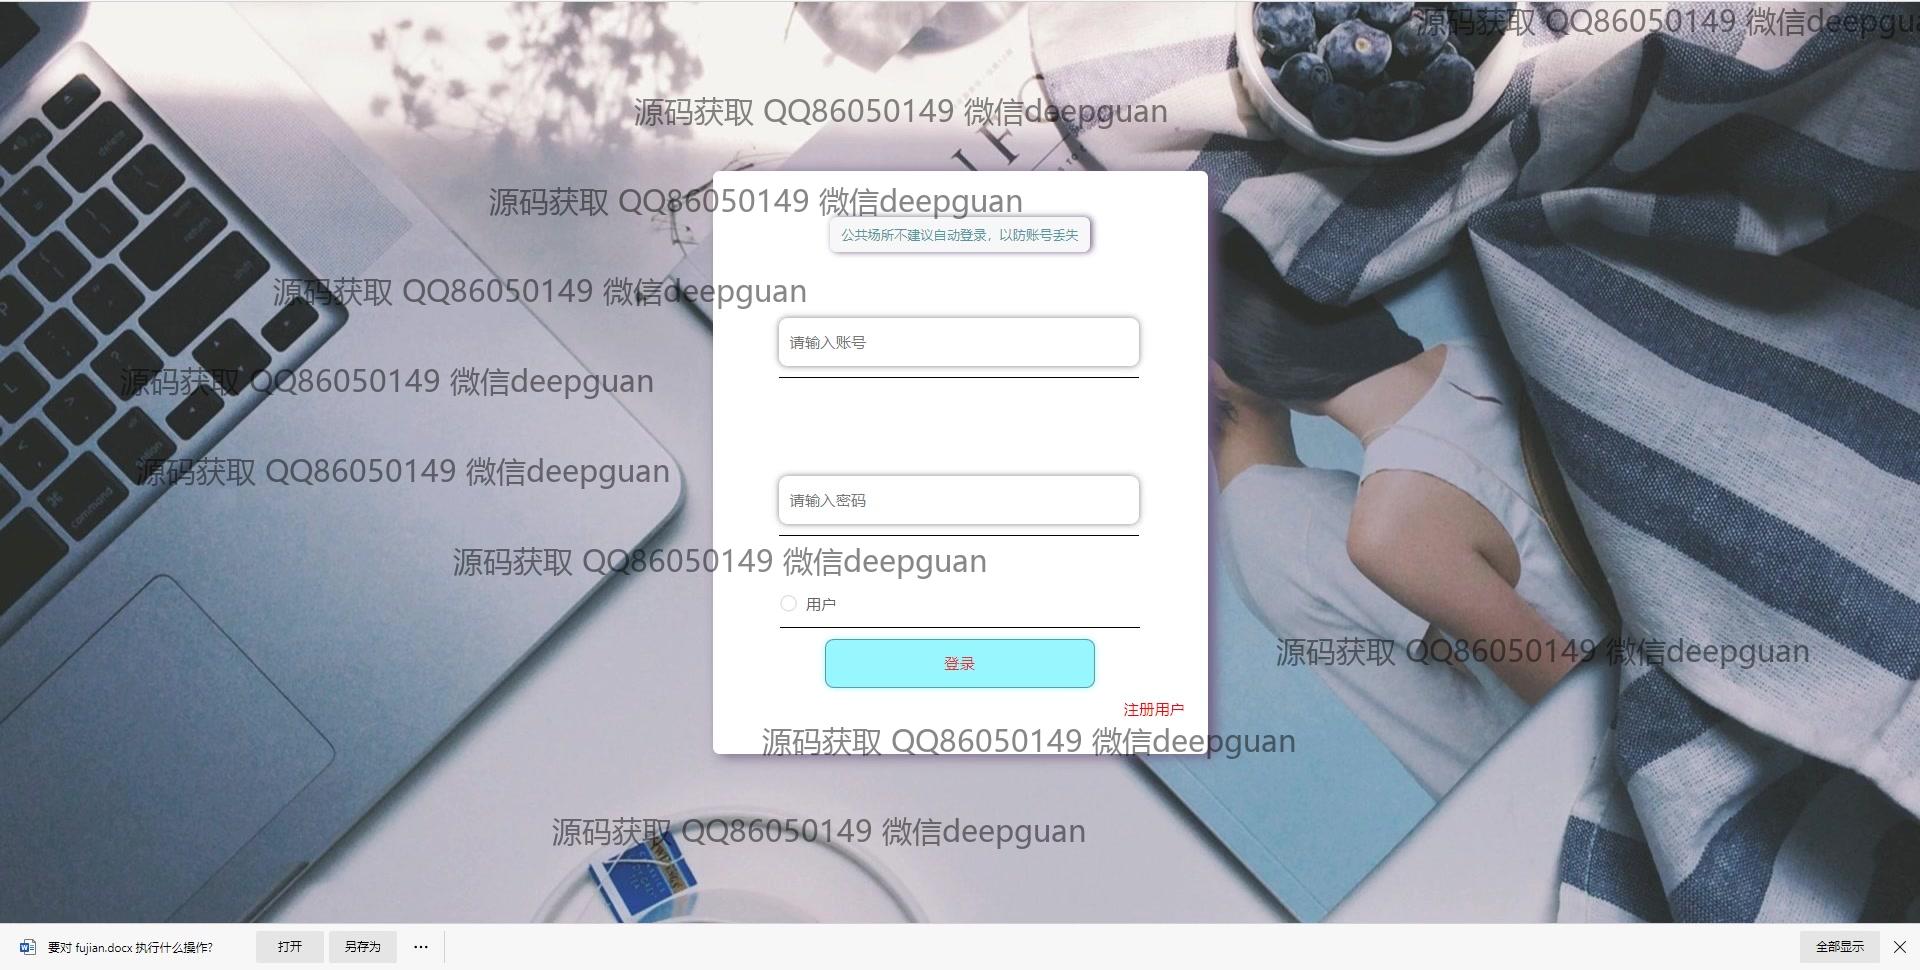 源码获取 QQ86050149 微信deepgua
源码获取 QQ86050149 微信deepguan
源码获取 QQ86050149 微信deepguan
公共场所不建议自动登录，以防账号丢失
源码获取 QQ86050149 微信deepguan
请输入账号
源码获取 QQ86050149 微信deepguan
源码获取 QQ86050149 微信deepguan
请输入密码
源码获取 QQ86050149 微信deepguan
用户
源码获取 QQ86050149 微信deepguan
登录
注册用户
源码获取 QQ86050149 微信deepguan
源码获取 QQ86050149 微信deepguan
要对 fujian.docx 执行什么操作?
打开 另存为 ···
全部显示
delete
return
shift
option
command